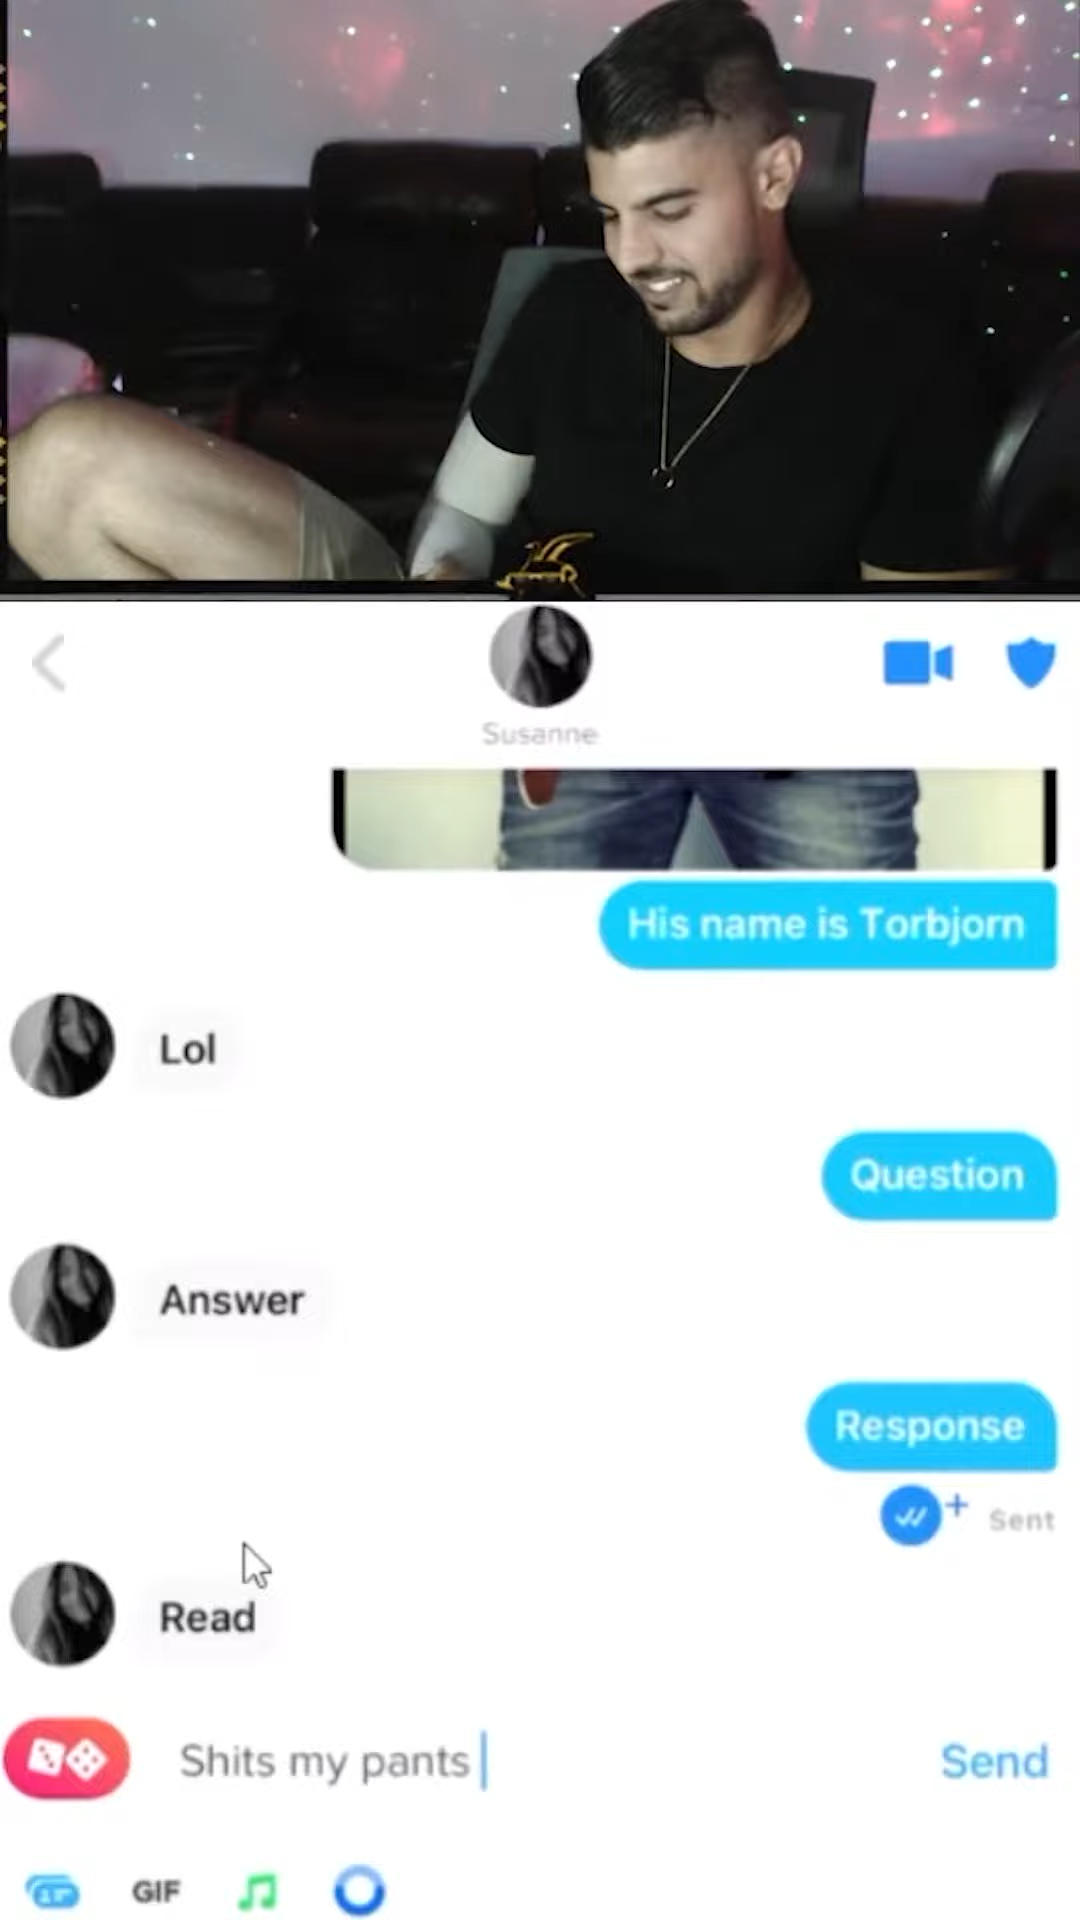 Susanne
His name is Torbjorn
Lol
Question
Answer
Response
Sent
Read
Shits my pants
Send
GIF